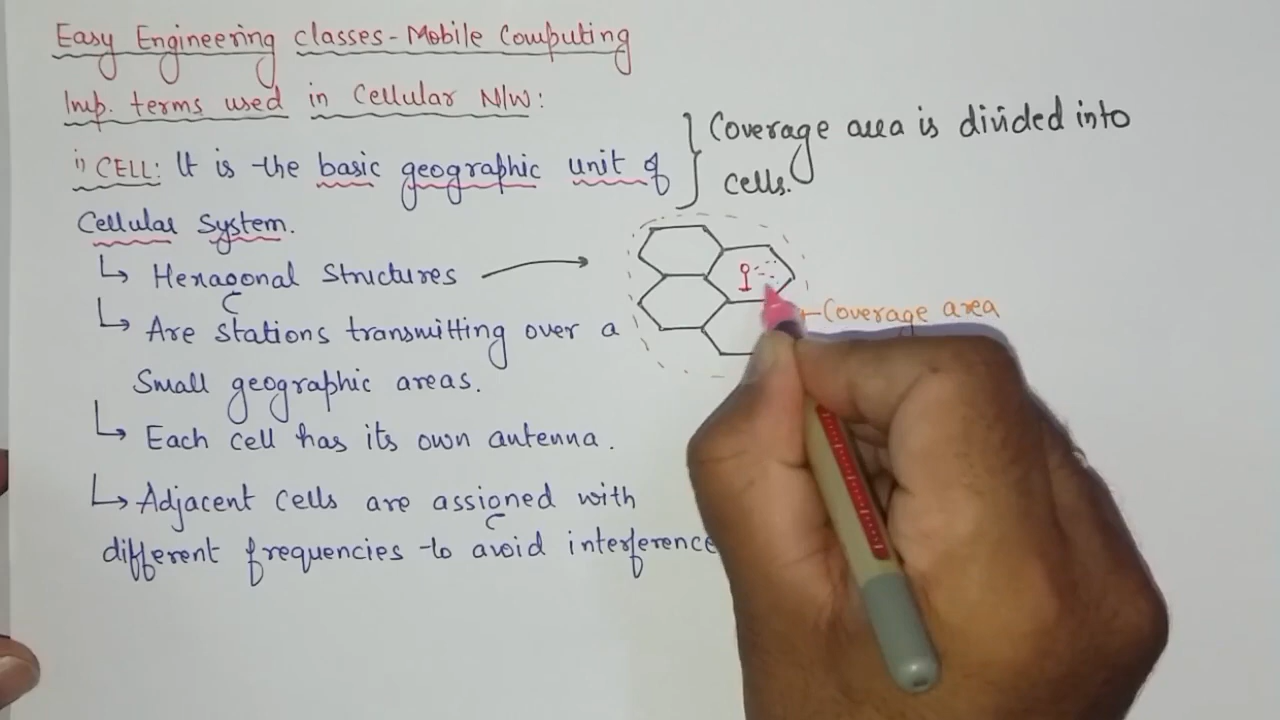 Easy Engineering classes - Mobile Computing
Imp. terms used in Cellular N/W:
i) CELL: It is the basic geographic unit of
Cellular System.
} Coverage area is divided into
cells.
↳ Hexagonal Structures →
↳ Are stations transmitting over a
Small geographic areas.
Coverage area
↳ Each cell has its own antenna.
↳ Adjacent cells are assigned with
different frequencies to avoid interference